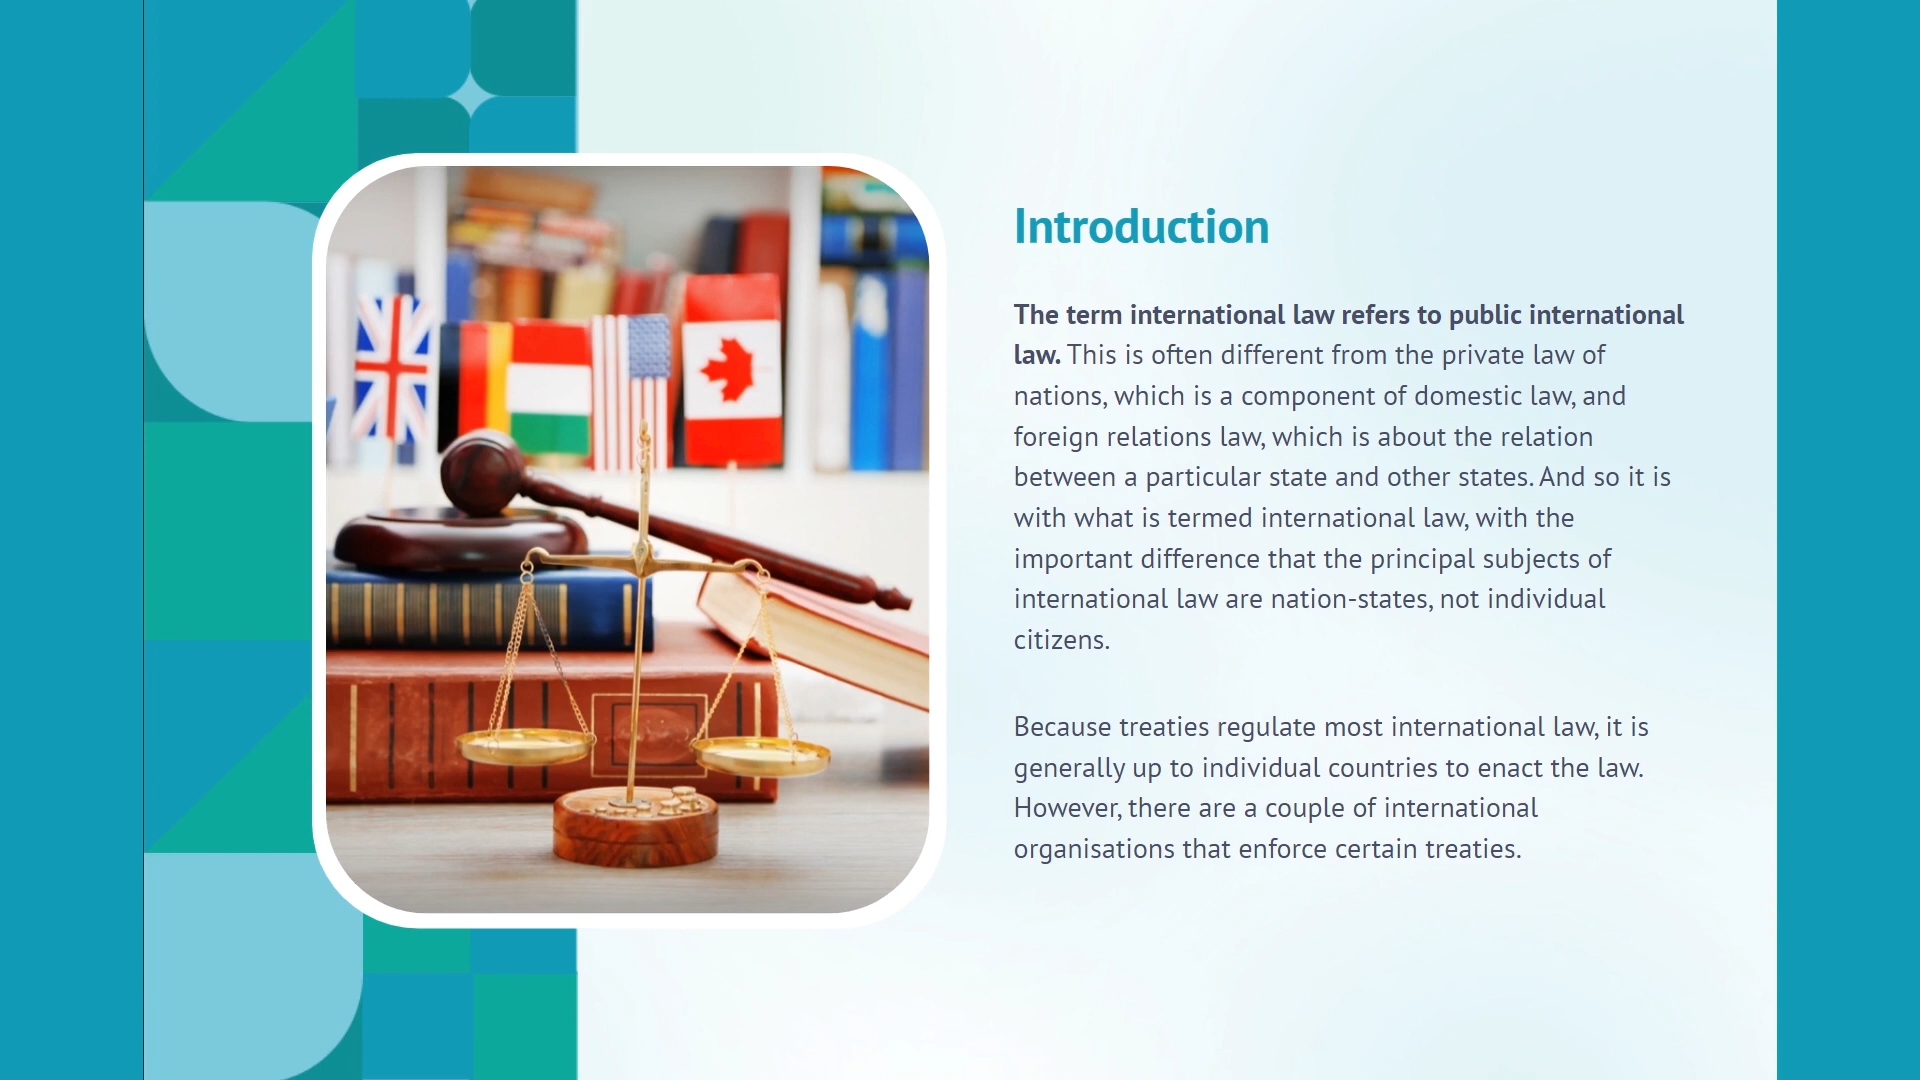 Introduction
The term international law refers to public international
law. This is often different from the private law of
nations, which is a component of domestic law, and
foreign relations law, which is about the relation
between a particular state and other states. And so it is
with what is termed international law, with the
important difference that the principal subjects of
international law are nation-states, not individual
citizens.
Because treaties regulate most international law, it is
generally up to individual countries to enact the law.
However, there are a couple of international
organisations that enforce certain treaties.